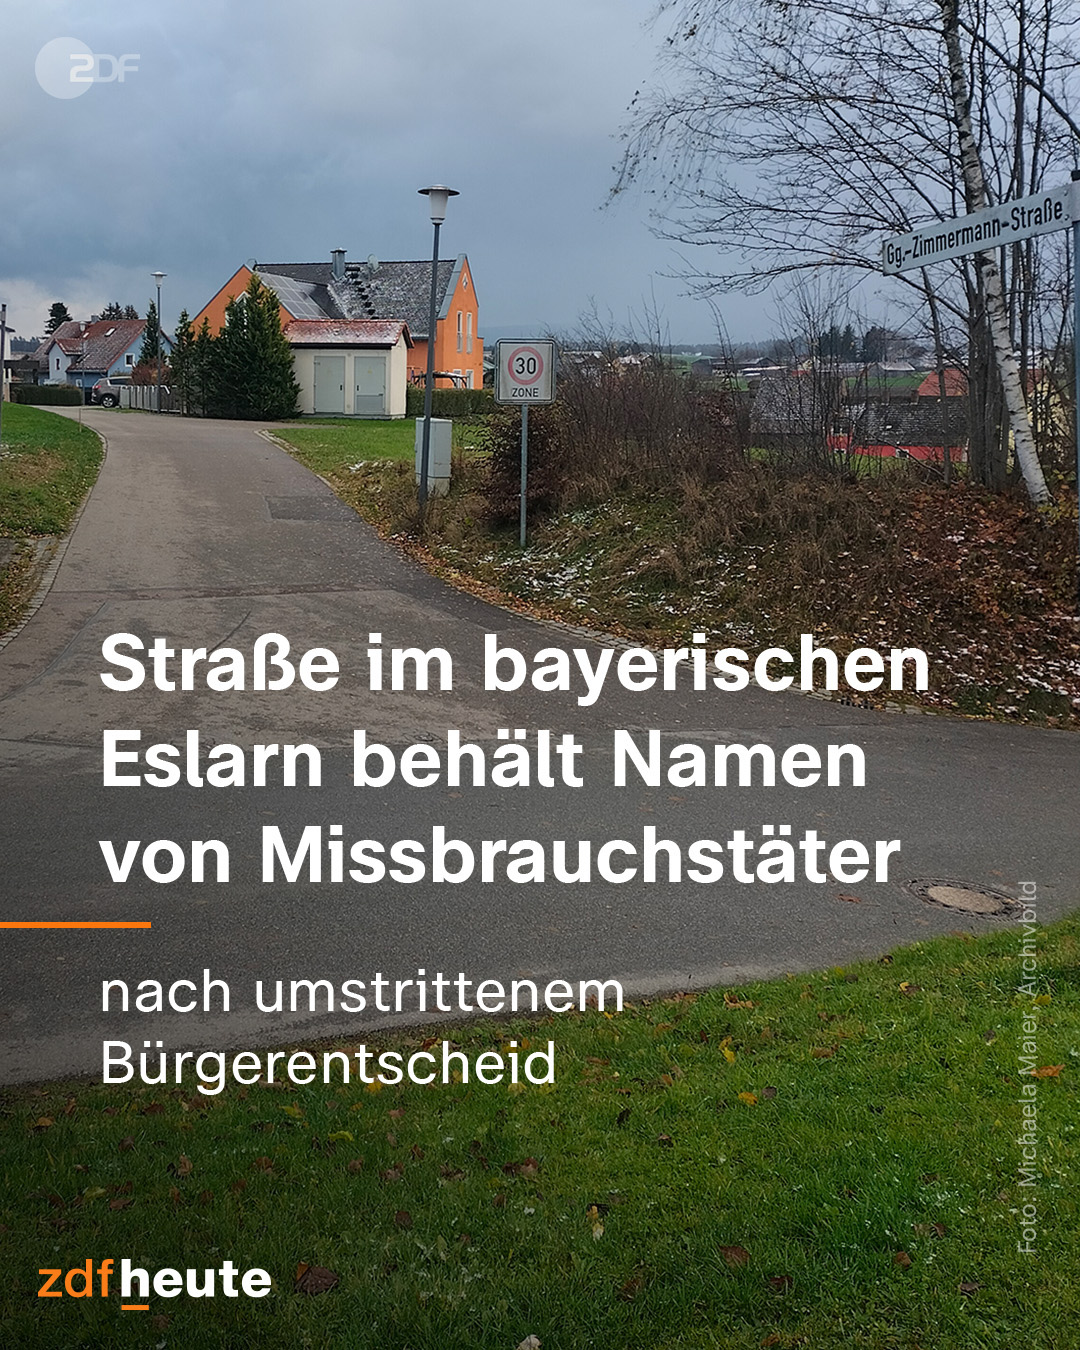 ZDF
Gg.-Zimmermann-Straße
30
ZONE
Straße im bayerischen
Eslarn behält Namen
von Missbrauchstäter
nach umstrittenem
Bürgerentscheid
Foto: Michaela Maier, Archivbild
zdfheute